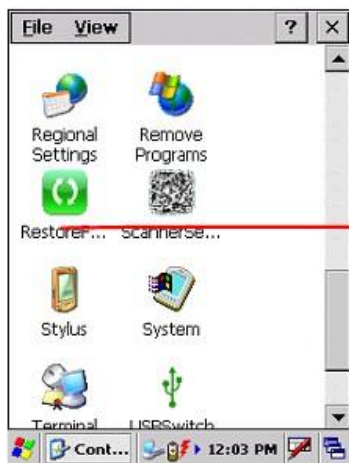 File View ? ×
Regional Settings
Remove Programs
RestoreF... ScannerSe...
Stylus System
Terminal USBSwitch
Cont... 12:03 PM